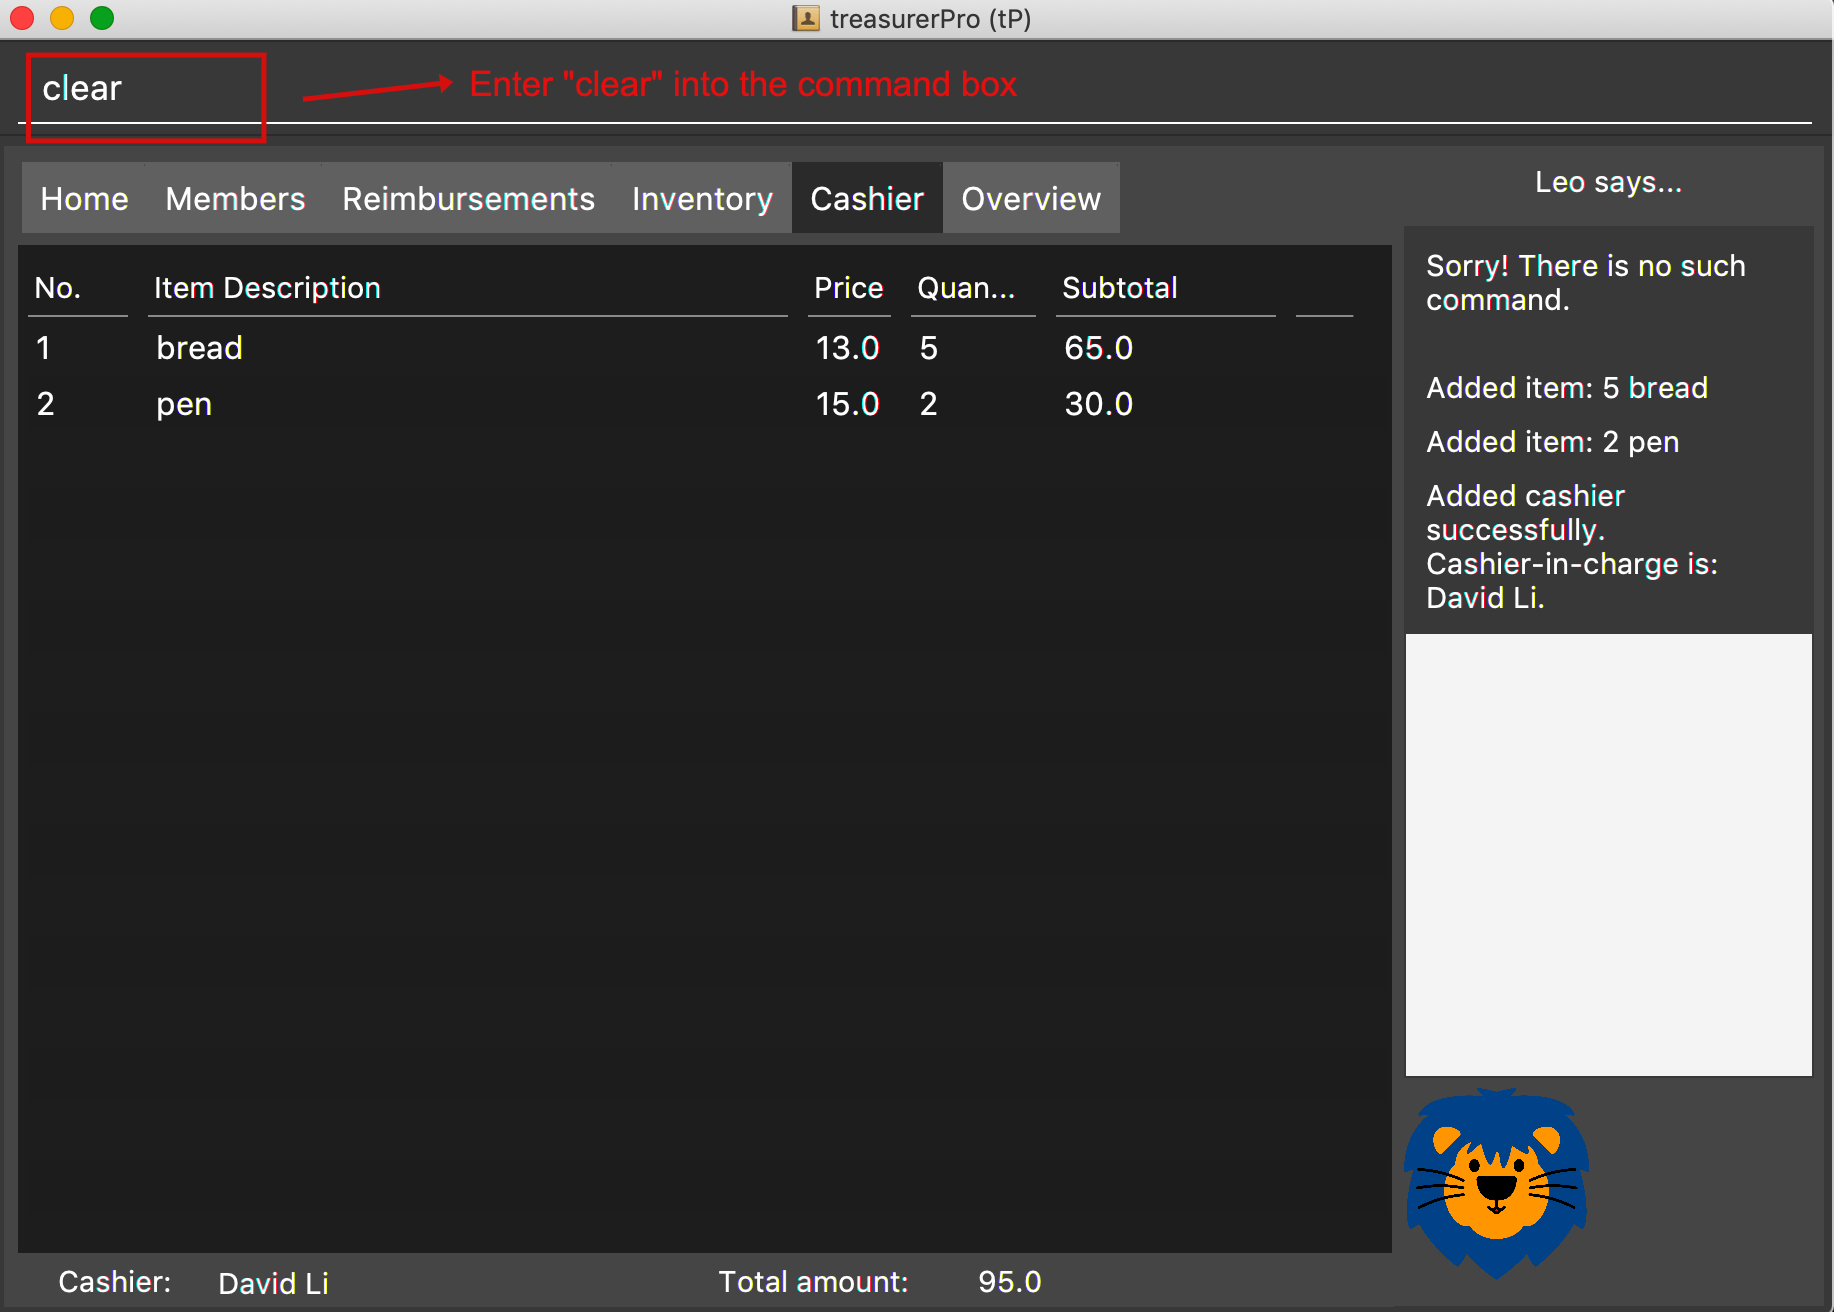 treasurerPro (tP)
clear
Enter "clear" into the command box
Home Members Reimbursements Inventory Cashier Overview
No. Item Description Price Quan... Subtotal
1 bread 13.0 5 65.0
2 pen 15.0 2 30.0
Cashier: David Li Total amount: 95.0
Leo says...
Sorry! There is no such
command.
Added item: 5 bread
Added item: 2 pen
Added cashier
successfully.
Cashier-in-charge is:
David Li.